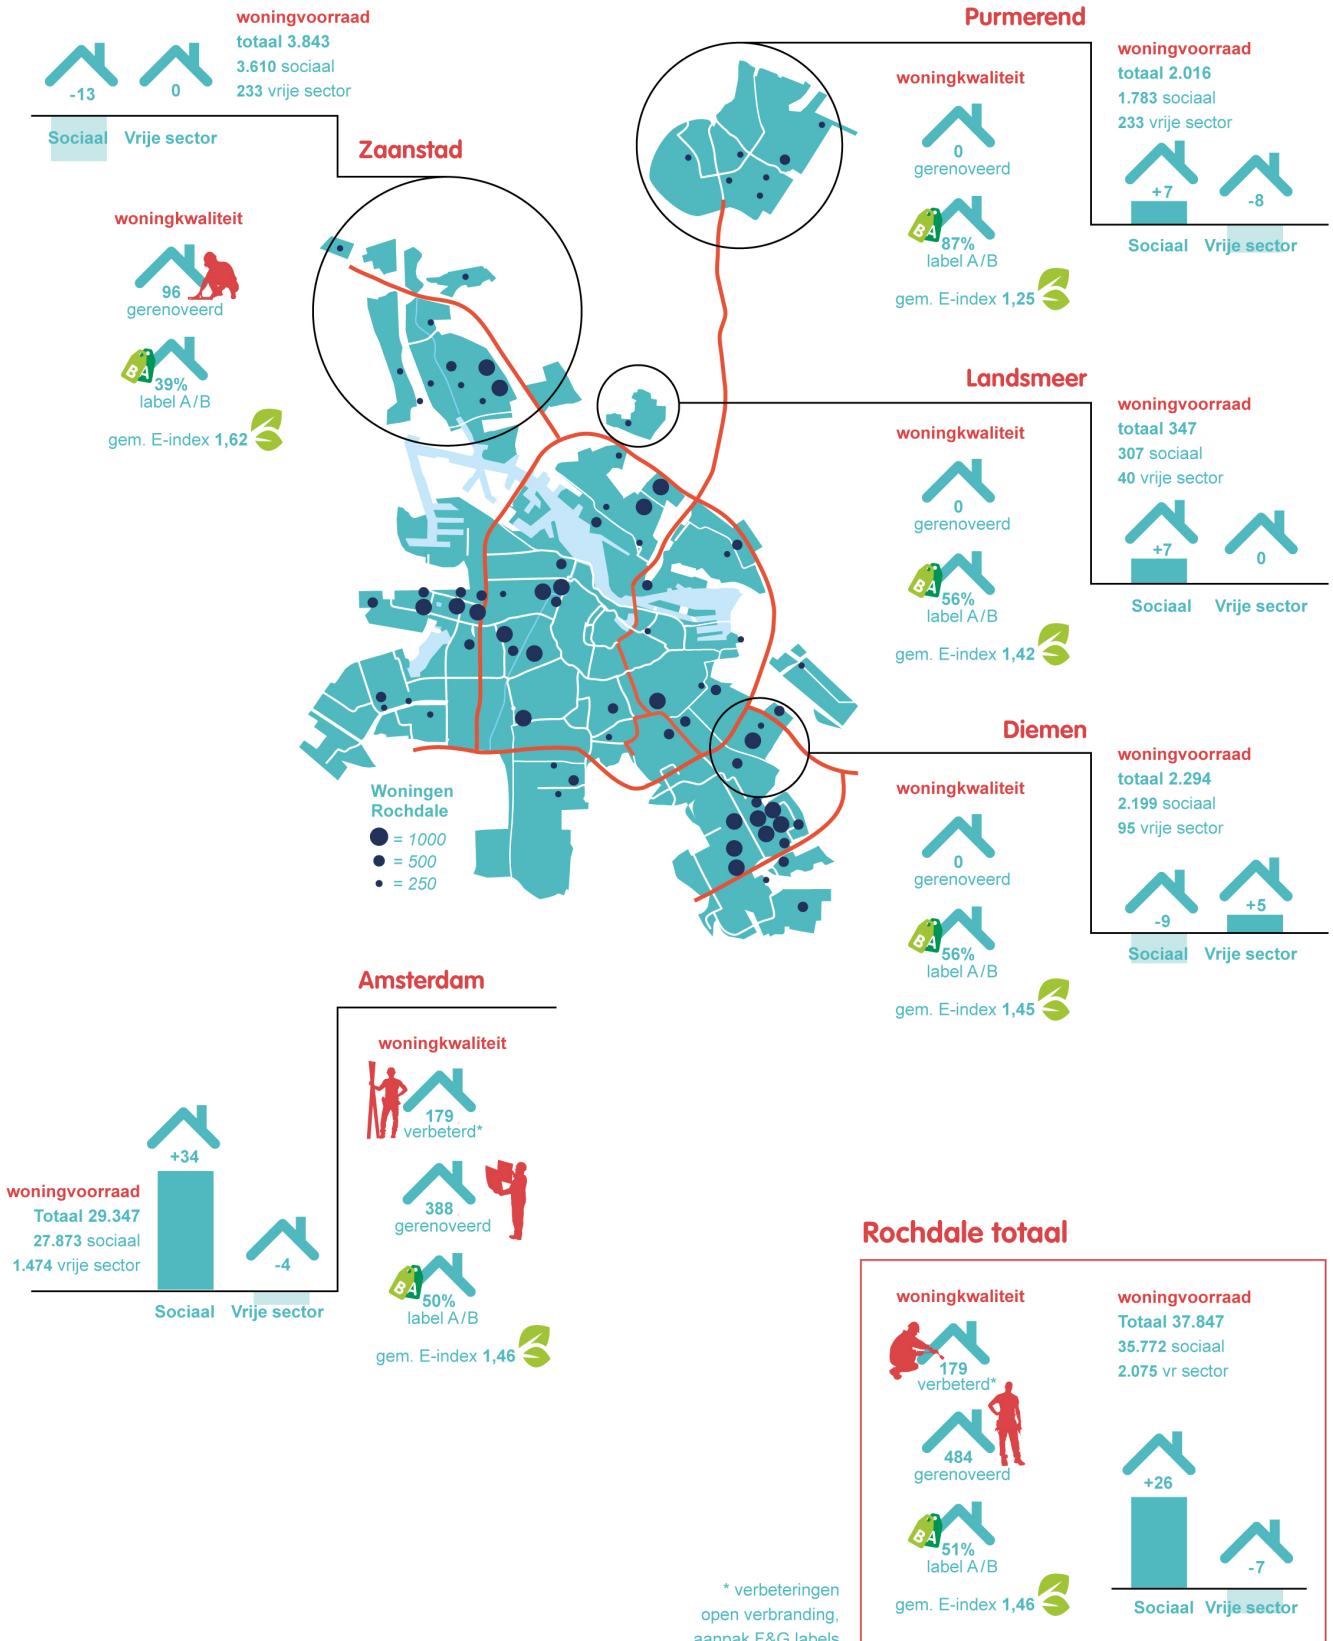 woningvoorraad
totaal 3.843
3.610 sociaal
233 vrije sector
-13
0
Sociaal
Vrije sector
Zaanstad
woningkwaliteit
96
gerenoveerd
B A
39%
label A/B
gem. E-index 1,62
Purmerend
woningkwaliteit
0
gerenoveerd
B A
87%
label A/B
gem. E-index 1,25
woningvoorraad
totaal 2.016
1.783 sociaal
233 vrije sector
+7
-8
Sociaal
Vrije sector
Landsmeer
woningkwaliteit
0
gerenoveerd
B A
56%
label A/B
gem. E-index 1,42
woningvoorraad
totaal 347
307 sociaal
40 vrije sector
+7
0
Sociaal
Vrije sector
Diemen
woningkwaliteit
0
gerenoveerd
B A
56%
label A/B
gem. E-index 1,45
woningvoorraad
totaal 2.294
2.199 sociaal
95 vrije sector
-9
+5
Sociaal
Vrije sector
Woningen
Rochdale
= 1000
= 500
= 250
Amsterdam
woningkwaliteit
179
verbeterd*
388
gerenoveerd
B A
50%
label A/B
gem. E-index 1,46
woningvoorraad
Totaal 29.347
27.873 sociaal
1.474 vrije sector
+34
-4
Sociaal
Vrije sector
Rochdale totaal
woningkwaliteit
179
verbeterd*
484
gerenoveerd
B A
51%
label A/B
gem. E-index 1,46
woningvoorraad
Totaal 37.847
35.772 sociaal
2.075 vr sector
+26
-7
Sociaal
Vrije sector
* verbeteringen
open verbranding,
aanpak F&G labels